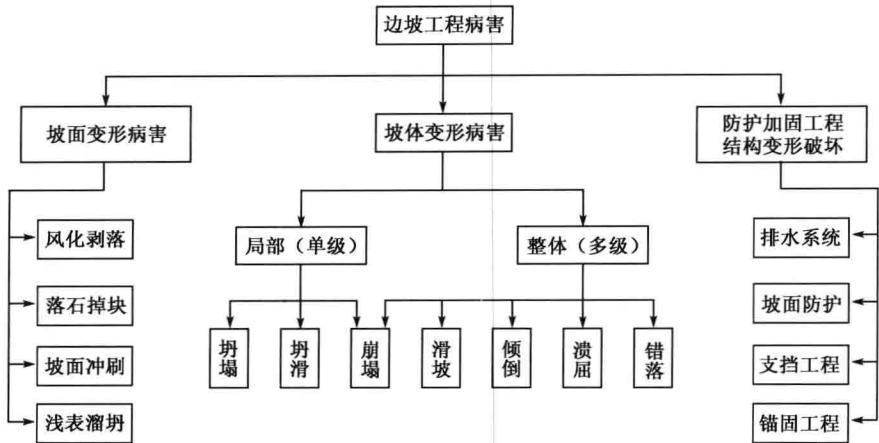 边坡工程病害
坡面变形病害
坡体变形病害
防护加固工程
结构变形破坏
风化剥落
落石掉块
坡面冲刷
浅表溜坍
局部（单级）
整体（多级）
坍塌
坍滑
崩塌
滑坡
倾倒
溃屈
错落
排水系统
坡面防护
支挡工程
锚固工程